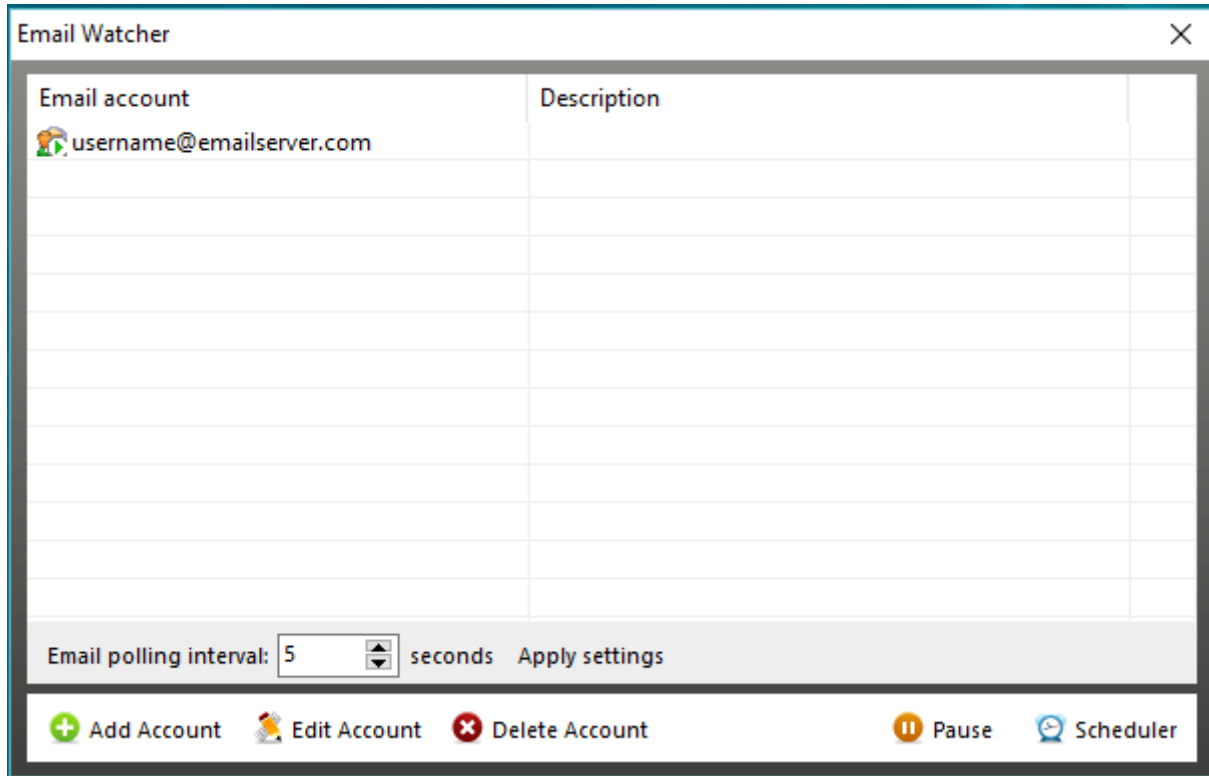 Email Watcher
Email account Description
username@emailserver.com
Email polling interval: 5 seconds Apply settings
Add Account Edit Account Delete Account Pause Scheduler